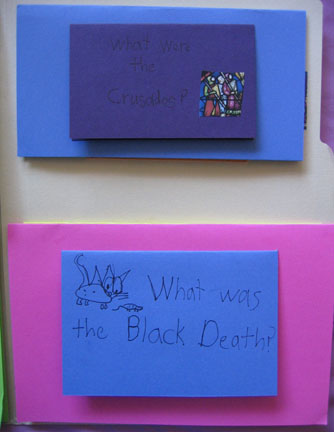 What were
the
Crusades?
What was
the Black Death?